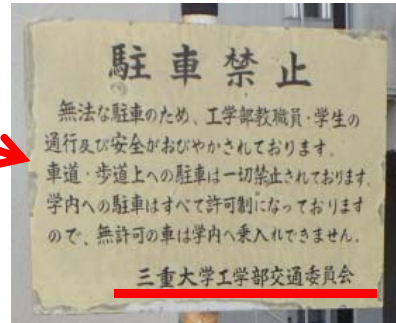 駐車禁止
無法な駐車のため、工学部教職員・学生の
通行及び安全がおびやかされております。
車道・歩道上への駐車は一切禁止されております。
学内への駐車はすべて許可制になっております
ので、無許可の車は学内へ乗入れできません。
三重大学工学部交通委員会